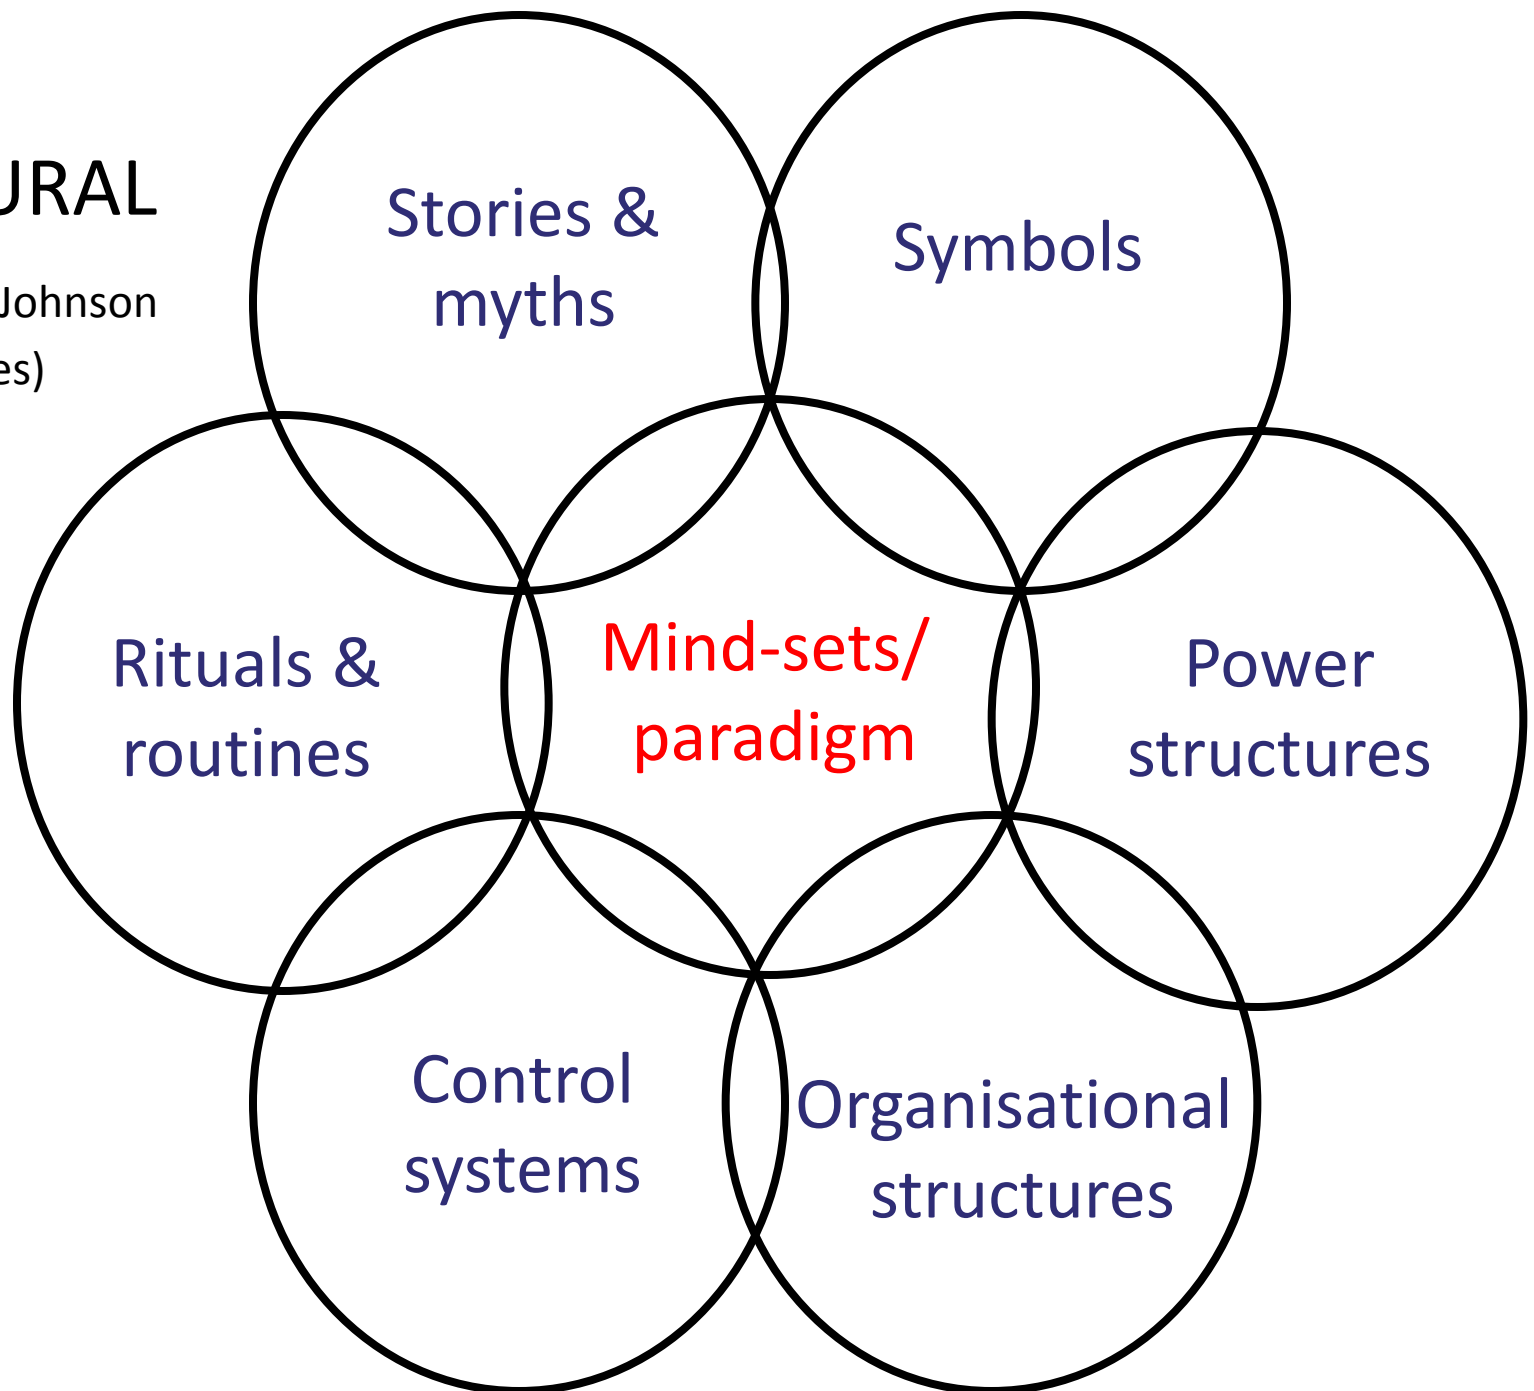 URAL
Johnson
es)
Stories &
myths
Symbols
Rituals &
routines
Mind-sets/
paradigm
Power
structures
Control
systems
Organisational
structures